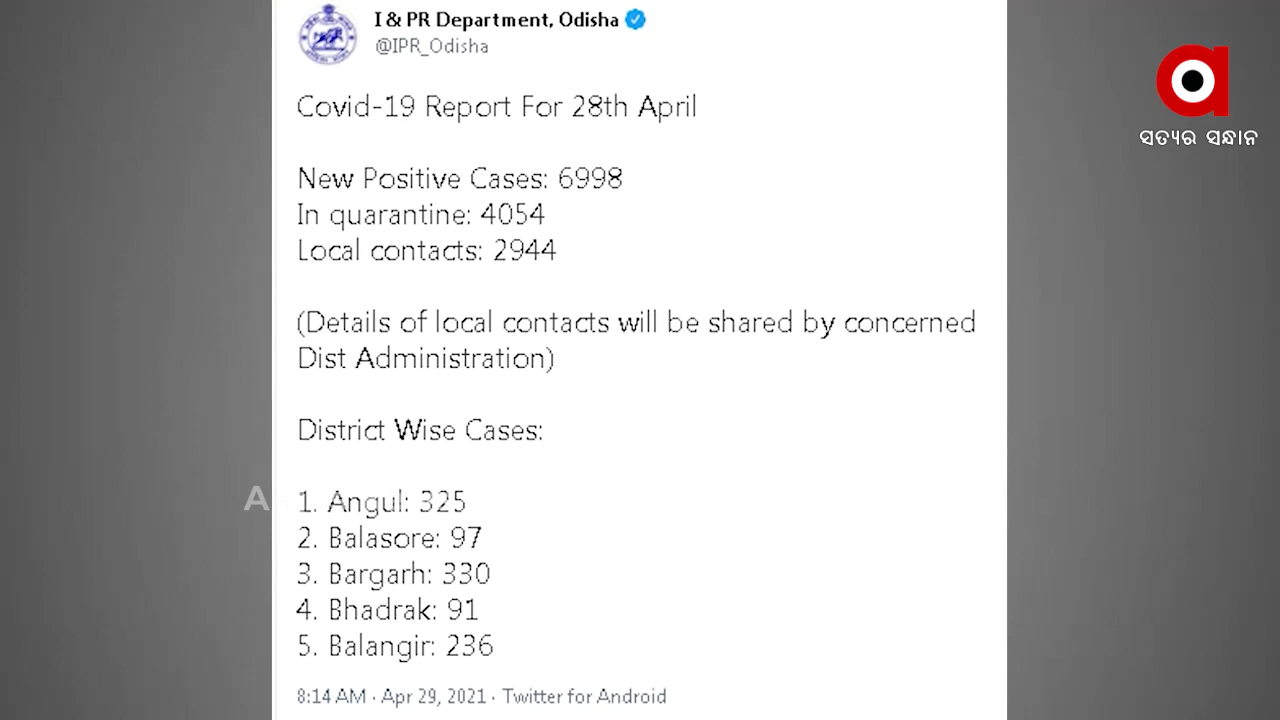 I & PR Department, Odisha
@IPR_Odisha
ସତ୍ୟର ସନ୍ଧାନ
Covid-19 Report For 28th April
New Positive Cases: 6998
In quarantine: 4054
Local contacts: 2944
(Details of local contacts will be shared by concerned
Dist Administration)
District Wise Cases:
1. Angul: 325
2. Balasore: 97
3. Bargarh: 330
4. Bhadrak: 91
5. Balangir: 236
8:14 AM · Apr 29, 2021 · Twitter for Android